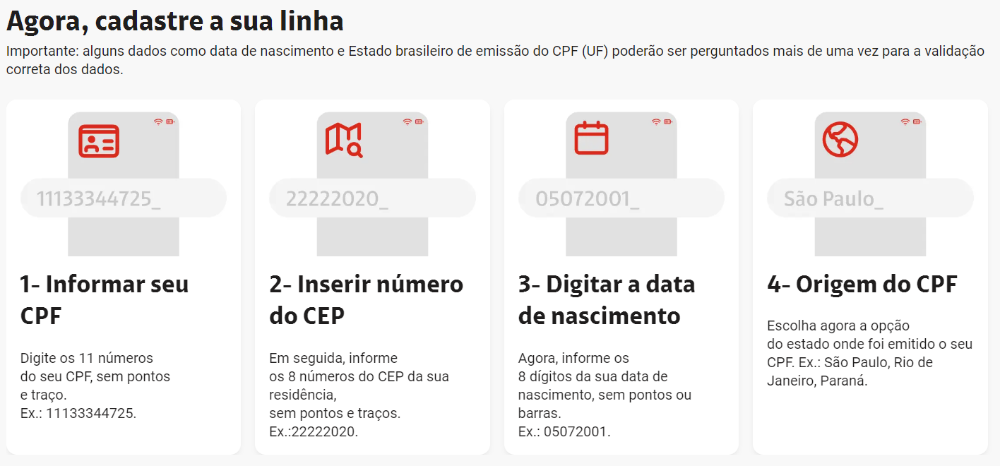 Agora, cadastre a sua linha
Importante: alguns dados como data de nascimento e Estado brasileiro de emissão do CPF (UF) poderão ser perguntados mais de uma vez para a validação
correta dos dados.
11133344725_
1- Informar seu
CPF
Digite os 11 números
do seu CPF, sem pontos
e traço.
Ex.: 11133344725.
22222020_
2- Inserir número
do CEP
Em seguida, informe
os 8 números do CEP da sua
residência,
sem pontos e traços.
Ex.:22222020.
05072001_
3- Digitar a data
de nascimento
Agora, informe os
8 dígitos da sua data de
nascimento, sem pontos ou
barras.
Ex.: 05072001.
São Paulo_
4- Origem do CPF
Escolha agora a opção
do estado onde foi emitido o seu
CPF. Ex.: São Paulo, Rio de
Janeiro, Paraná.